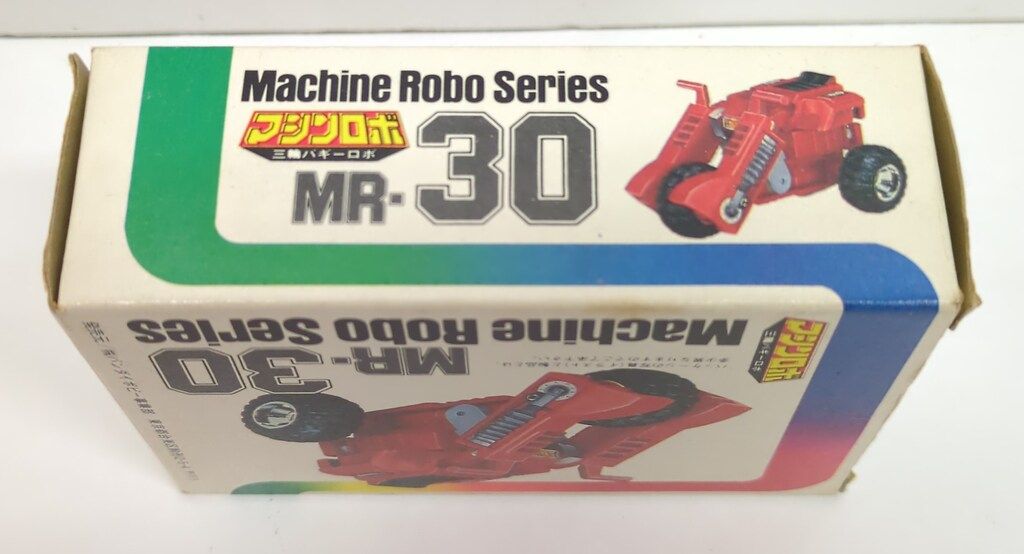 Machine Robo Series
マシンロボ
三輪バギーロボ
MR-30
Machine Robo Series
マシンロボ
三輪バギーロボ
MR-30